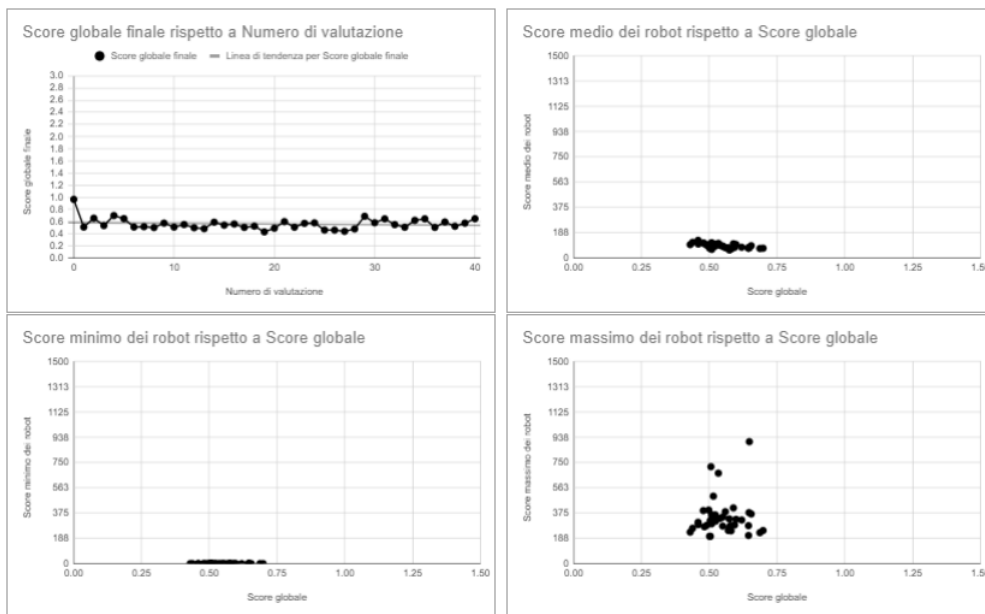 Score globale finale rispetto a Numero di valutazione
Score globale finale
Linea di tendenza per Score globale finale
3.0
2.8
2.6
2.4
2.2
2.0
1.8
1.6
1.4
1.2
1.0
0.8
0.6
0.4
0.2
0.0
Score globale finale
0 10 20 30 40
Numero di valutazione
Score medio dei robot rispetto a Score globale
1500
1313
1125
938
750
563
375
188
0
Score medio dei robot
0.00 0.25 0.50 0.75 1.00 1.25 1.50
Score globale
Score minimo dei robot rispetto a Score globale
1500
1313
1125
938
750
563
375
188
0
Score minimo dei robot
0.00 0.25 0.50 0.75 1.00 1.25 1.50
Score globale
Score massimo dei robot rispetto a Score globale
1500
1313
1125
938
750
563
375
188
0
Score massimo dei robot
0.00 0.25 0.50 0.75 1.00 1.25 1.50
Score globale